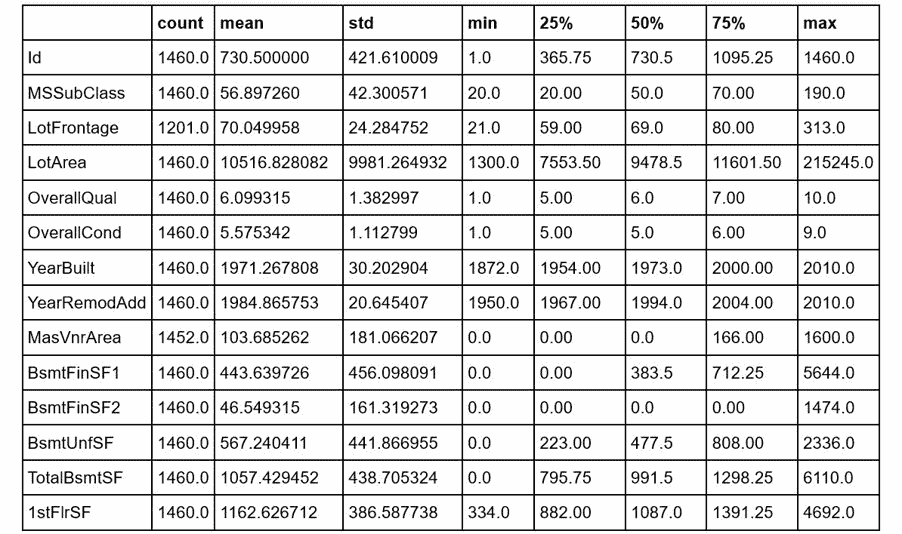 count mean std min 25% 50% 75% max
Id 1460.0 730.500000 421.610009 1.0 365.75 730.5 1095.25 1460.0
MSSubClass 1460.0 56.897260 42.300571 20.0 20.00 50.0 70.00 190.0
LotFrontage 1201.0 70.049958 24.284752 21.0 59.00 69.0 80.00 313.0
LotArea 1460.0 10516.828082 9981.264932 1300.0 7553.50 9478.5 11601.50 215245.0
OverallQual 1460.0 6.099315 1.382997 1.0 5.00 6.0 7.00 10.0
OverallCond 1460.0 5.575342 1.112799 1.0 5.00 5.0 6.00 9.0
YearBuilt 1460.0 1971.267808 30.202904 1872.0 1954.00 1973.0 2000.00 2010.0
YearRemodAdd 1460.0 1984.865753 20.645407 1950.0 1967.00 1994.0 2004.00 2010.0
MasVnrArea 1452.0 103.685262 181.066207 0.0 0.00 0.0 166.00 1600.0
BsmtFinSF1 1460.0 443.639726 456.098091 0.0 0.00 383.5 712.25 5644.0
BsmtFinSF2 1460.0 46.549315 161.319273 0.0 0.00 0.0 0.00 1474.0
BsmtUnfSF 1460.0 567.240411 441.866955 0.0 223.00 477.5 808.00 2336.0
TotalBsmtSF 1460.0 1057.429452 438.705324 0.0 795.75 991.5 1298.25 6110.0
1stFlrSF 1460.0 1162.626712 386.587738 334.0 882.00 1087.0 1391.25 4692.0